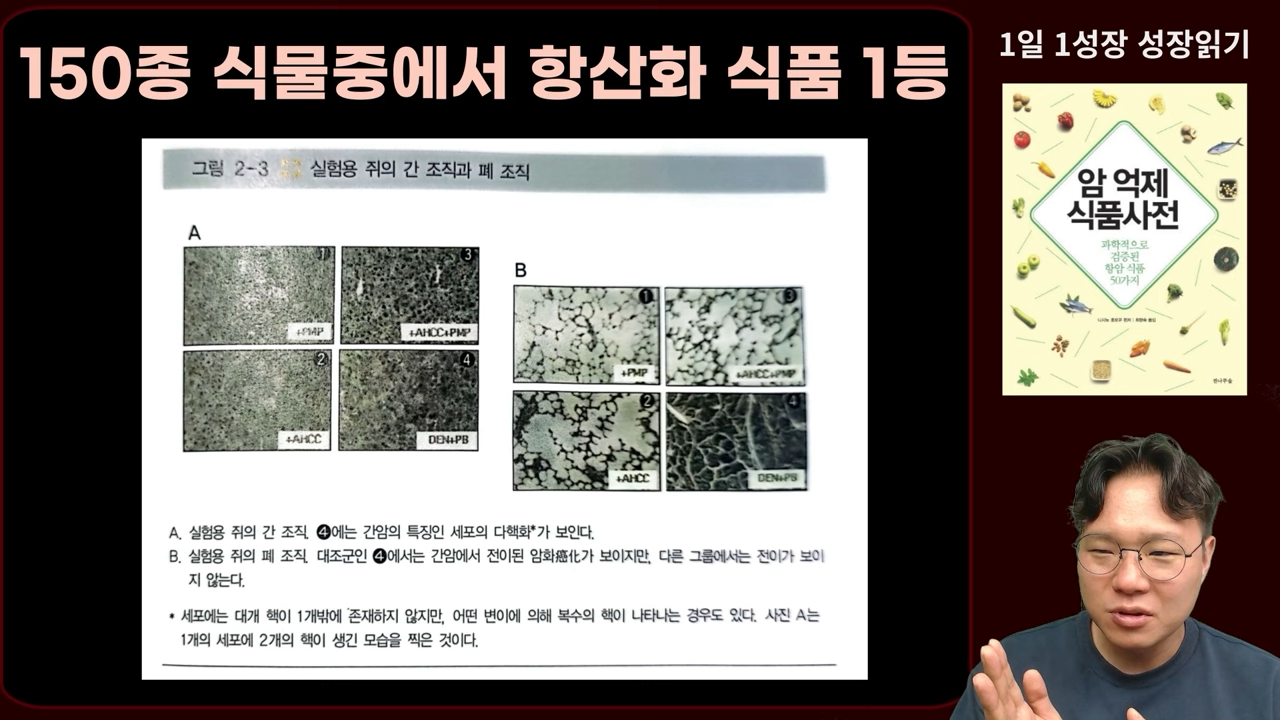 150종 식물중에서 항산화 식품 1등
1일 1성장 성장읽기
암 억제
식품사전
과학적으로
검증된
항암 식품
50가지
전나무숲
그림 2-3 실험용 쥐의 간 조직과 폐 조직
A
1
+PMP
3
+AHCC+PMP
2
+AHCC
4
DEN+PB
B
1
+PMP
3
+AHCC+PMP
2
+AHCC
4
DEN+PB
A. 실험용 쥐의 간 조직. ❹에는 간암의 특징인 세포의 다핵화*가 보인다.
B. 실험용 쥐의 폐 조직. 대조군인 ❹에서는 간암에서 전이된 암화癌化가 보이지만, 다른 그룹에서는 전이가 보이
지 않는다.
* 세포에는 대개 핵이 1개밖에 존재하지 않지만, 어떤 변이에 의해 복수의 핵이 나타나는 경우도 있다. 사진 A는
1개의 세포에 2개의 핵이 생긴 모습을 찍은 것이다.